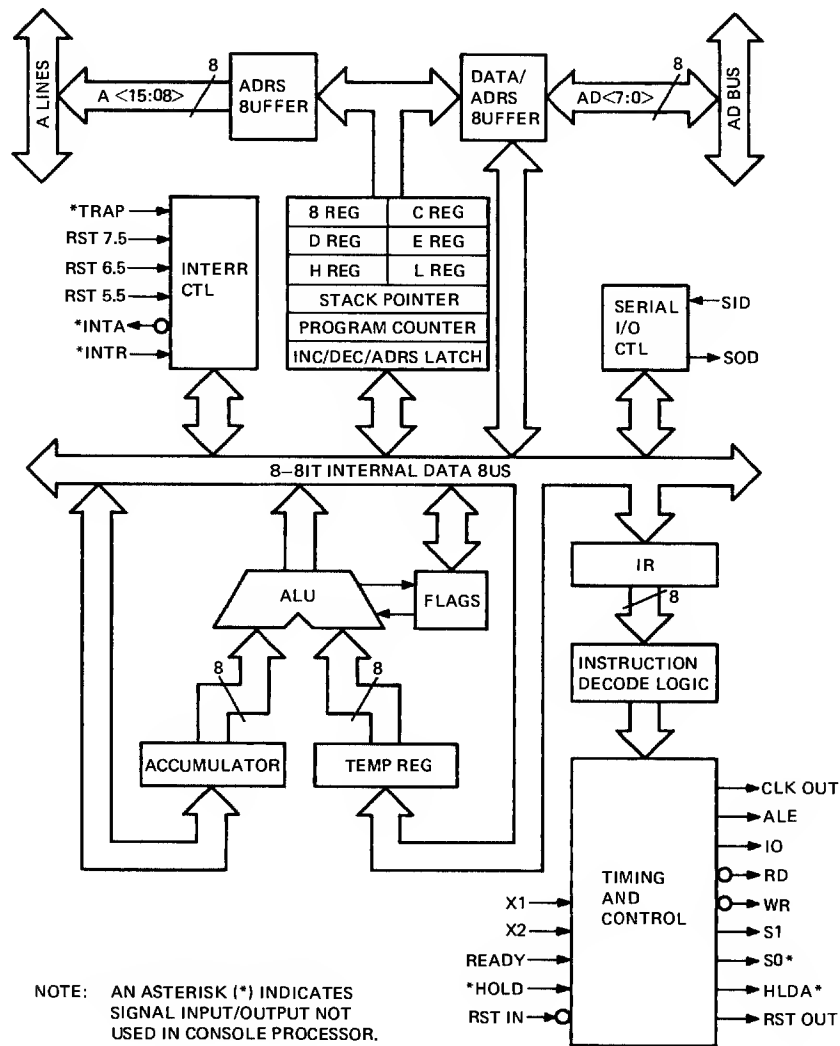 A LINES
A <15:08>
8
ADRS
8UFFER
DATA/
ADRS
8UFFER
AD<7:0>
8
AD BUS
*TRAP
RST 7.5
RST 6.5
RST 5.5
*INTA
*INTR
INTERR
CTL
8 REG
C REG
D REG
E REG
H REG
L REG
STACK POINTER
PROGRAM COUNTER
INC/DEC/ADRS LATCH
SERIAL
I/O
CTL
SID
SOD
8-8IT INTERNAL DATA 8US
ALU
FLAGS
IR
8
INSTRUCTION
DECODE LOGIC
8
8
ACCUMULATOR
TEMP REG
TIMING
AND
CONTROL
X1
X2
READY
*HOLD
RST IN
CLK OUT
ALE
IO
RD
WR
S1
S0*
HLDA*
RST OUT
NOTE: AN ASTERISK (*) INDICATES
SIGNAL INPUT/OUTPUT NOT
USED IN CONSOLE PROCESSOR.